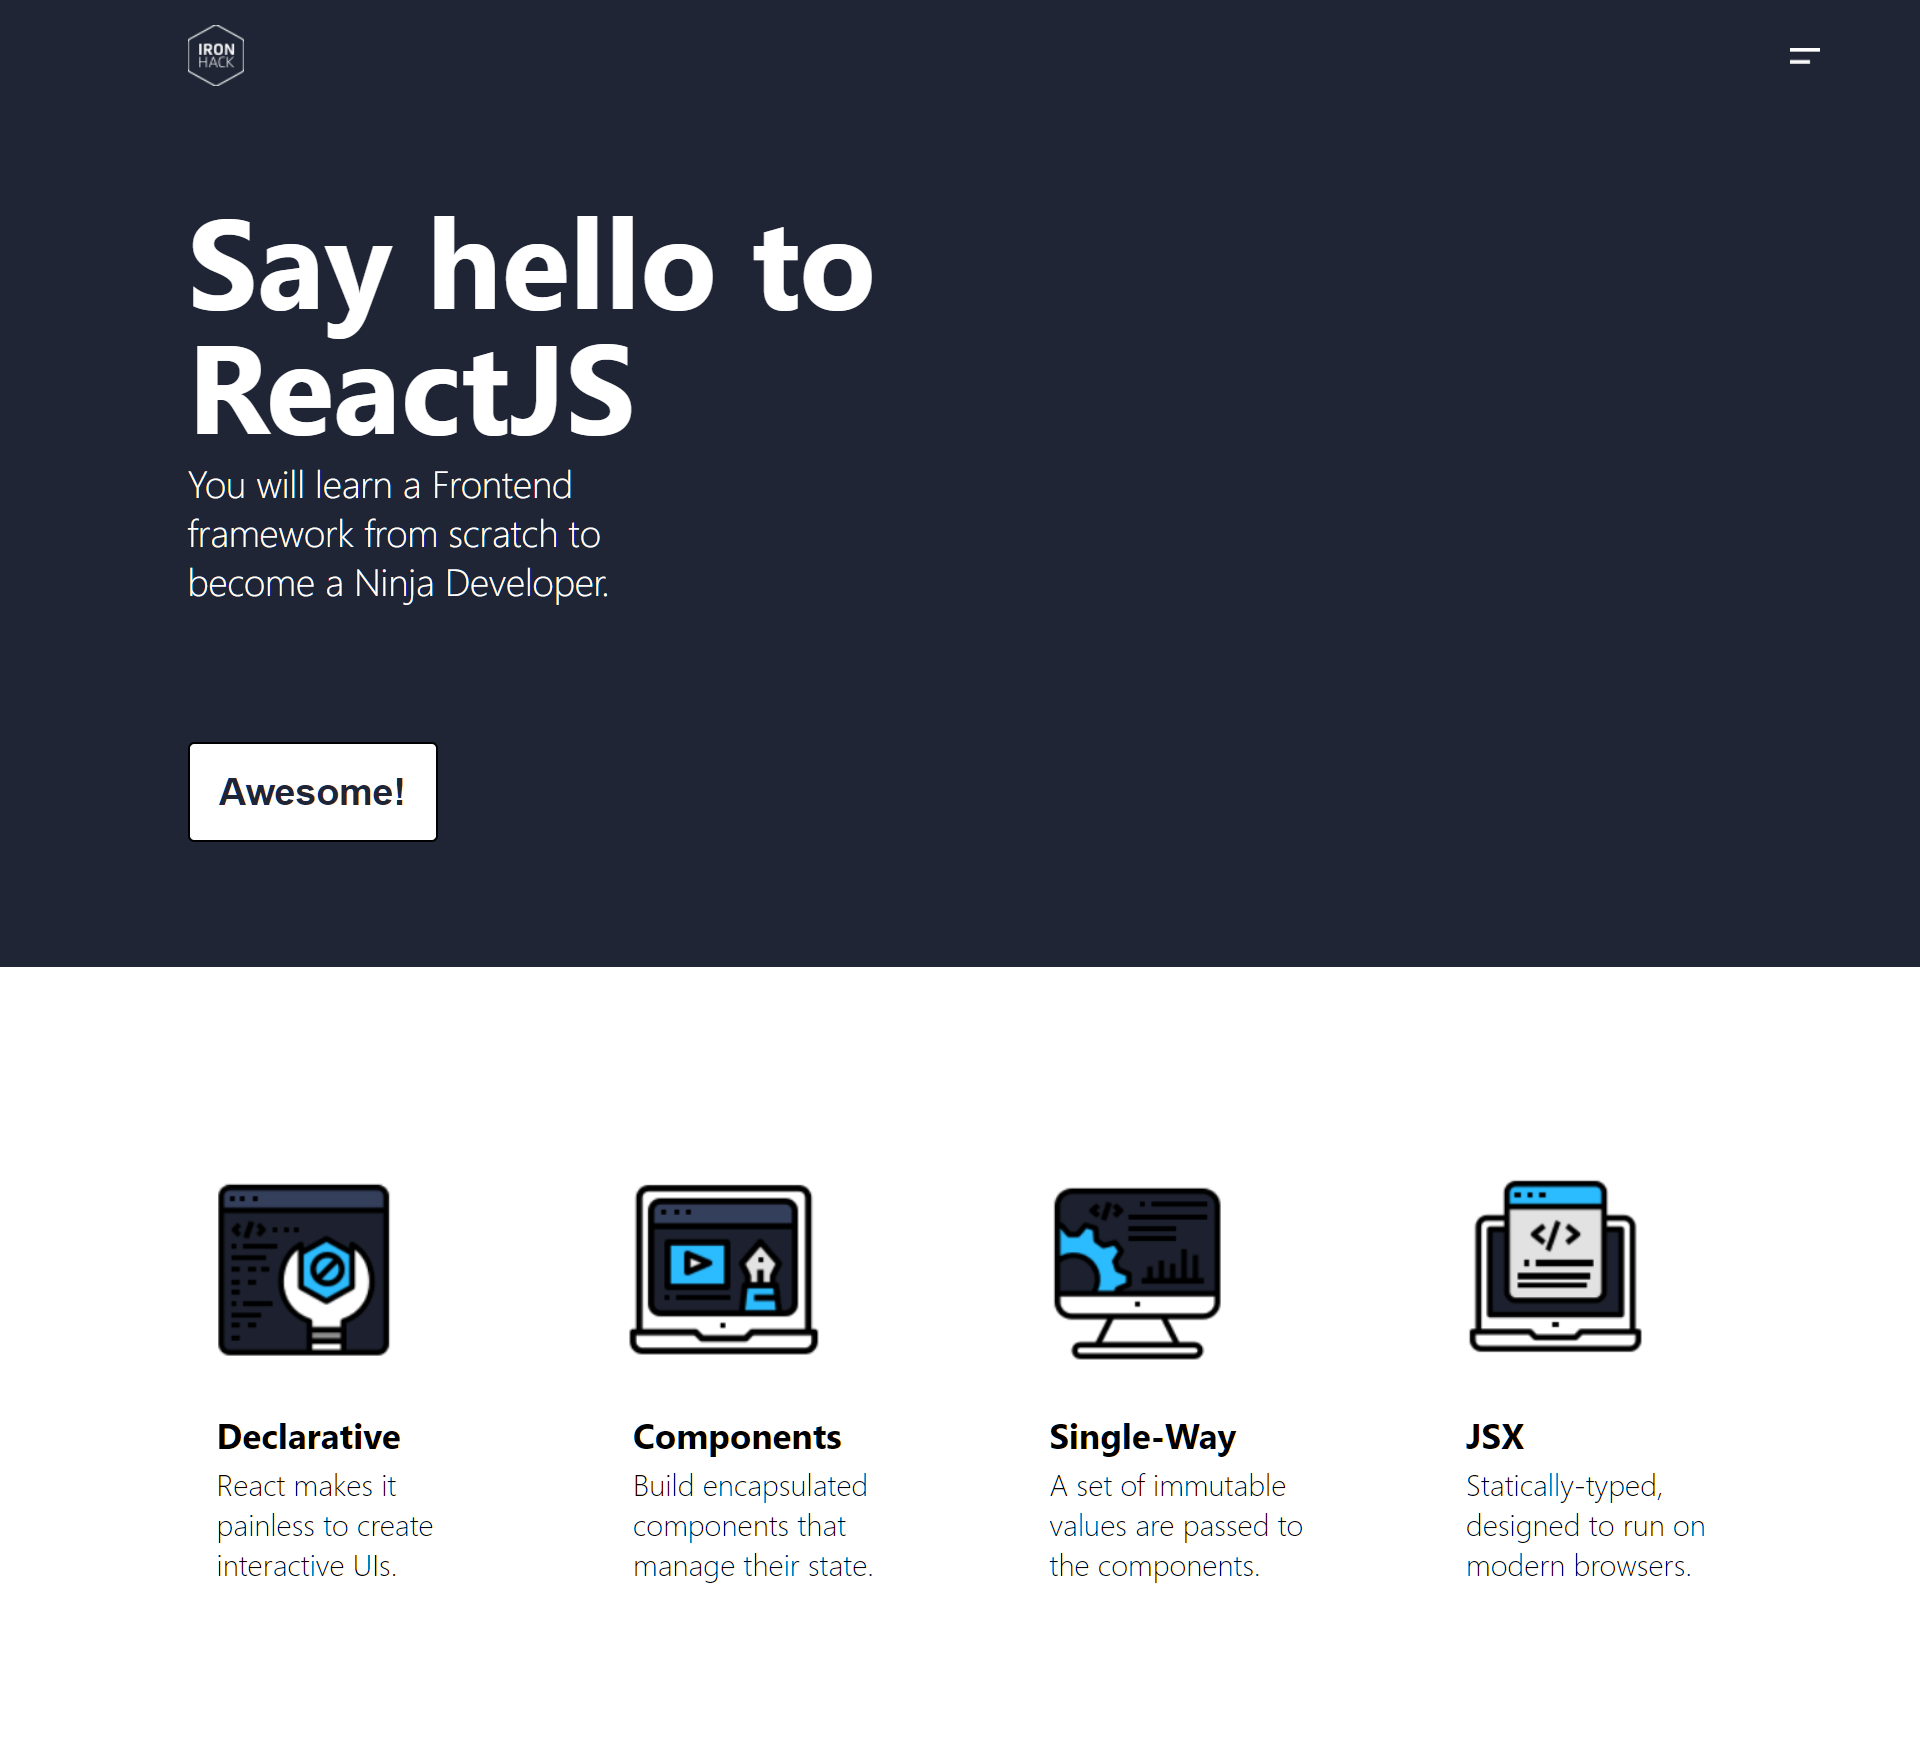 IRON
HACK
Say hello to
ReactJS
You will learn a Frontend
framework from scratch to
become a Ninja Developer.
Awesome!
Declarative
React makes it
painless to create
interactive UIs.
Components
Build encapsulated
components that
manage their state.
Single-Way
A set of immutable
values are passed to
the components.
JSX
Statically-typed,
designed to run on
modern browsers.